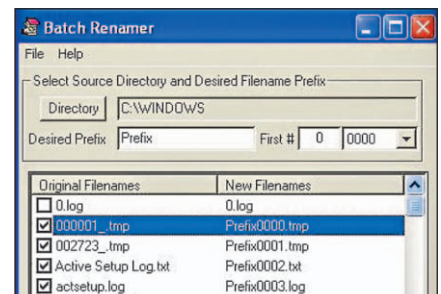 Batch Renamer
File Help
Select Source Directory and Desired Filename Prefix
Directory C:\WINDOWS
Desired Prefix Prefix First # 0 0000
Original Filenames New Filenames
0.log 0.log
000001_.tmp Prefix0000.tmp
002723_.tmp Prefix0001.tmp
Active Setup Log.txt Prefix0002.txt
actsetup.log Prefix0003.log